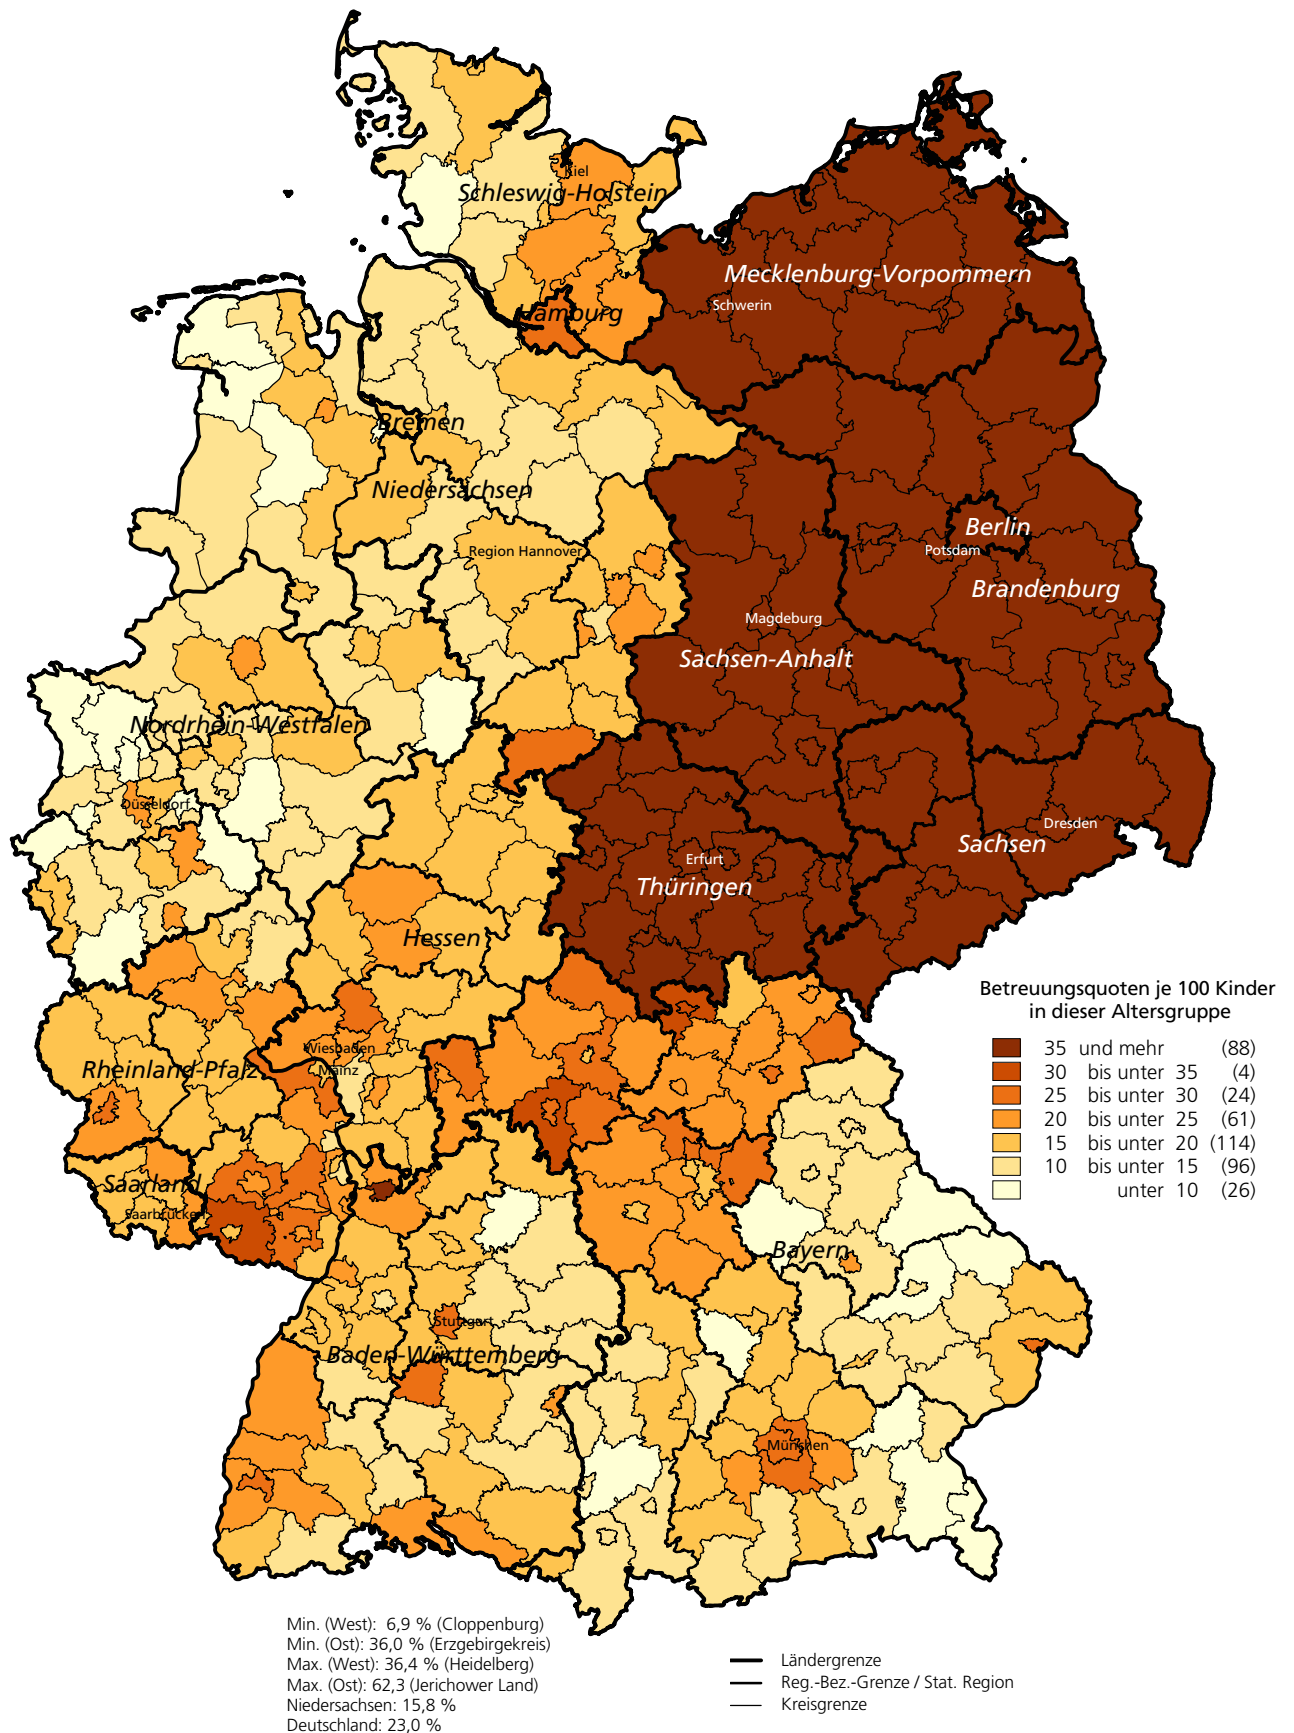 Kiel
Schleswig-Holstein
Mecklenburg-Vorpommern
Schwerin
Hamburg
Bremen
Niedersachsen
Berlin
Region Hannover
Potsdam
Brandenburg
Magdeburg
Sachsen-Anhalt
Nordrhein-Westfalen
Düsseldorf
Dresden
Sachsen
Erfurt
Thüringen
Hessen
Betreuungsquoten je 100 Kinder
in dieser Altersgruppe
35 und mehr (88)
30 bis unter 35 (4)
25 bis unter 30 (24)
20 bis unter 25 (61)
15 bis unter 20 (114)
10 bis unter 15 (96)
unter 10 (26)
Wiesbaden
Rheinland-Pfalz
Mainz
Saarland
Saarbrücken
Bayern
Stuttgart
Baden-Württemberg
München
Min. (West): 6,9 % (Cloppenburg)
Min. (Ost): 36,0 % (Erzgebirgekreis)
Max. (West): 36,4 % (Heidelberg)
Max. (Ost): 62,3 (Jerichower Land)
Niedersachsen: 15,8 %
Deutschland: 23,0 %
Ländergrenze
Reg.-Bez.-Grenze / Stat. Region
Kreisgrenze